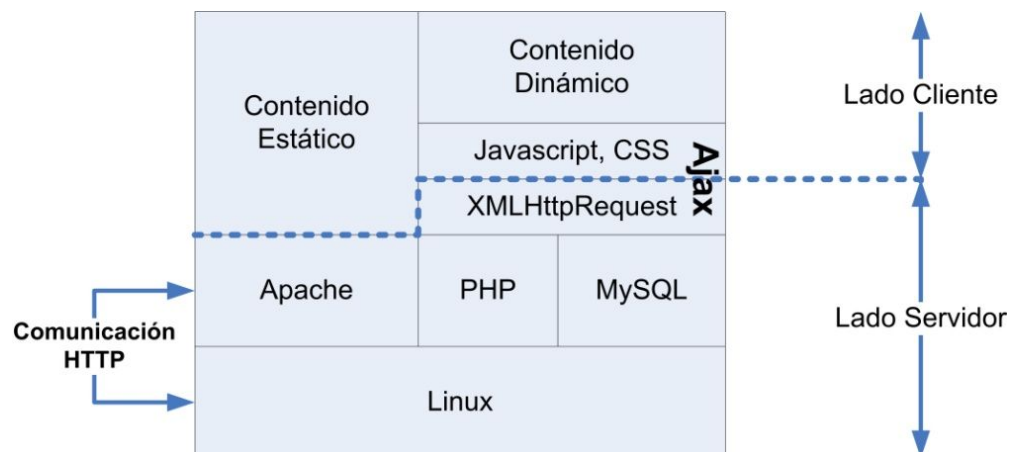 Contenido
Estático
Contenido
Dinámico
Javascript, CSS
Ajax
XMLHttpRequest
Apache
PHP
MySQL
Linux
Comunicación
HTTP
Lado Cliente
Lado Servidor